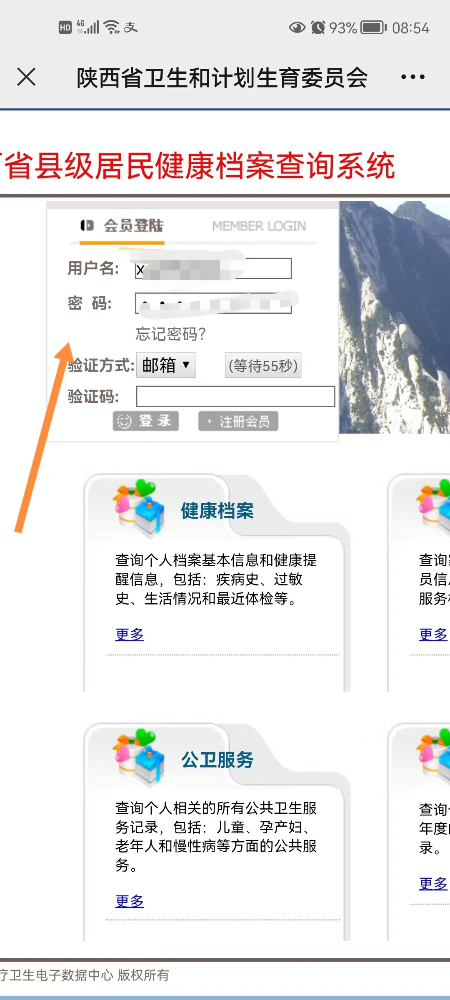 HD 4G 支 93% 08:54
陕西省卫生和计划生育委员会
省县级居民健康档案查询系统
会员登陆 MEMBER LOGIN
用户名: x
密 码:
忘记密码?
验证方式: 邮箱 ▼ (等待55秒)
验证码:
登 录 注册会员
健康档案
查询个人档案基本信息和健康提
醒信息，包括：疾病史、过敏
史、生活情况和最近体检等。
更多
查询
员信
服务
更多
公卫服务
查询个人相关的所有公共卫生服
务记录，包括：儿童、孕产妇、
老年人和慢性病等方面的公共服
务。
更多
查询
年度
录。
更多
疗卫生电子数据中心 版权所有